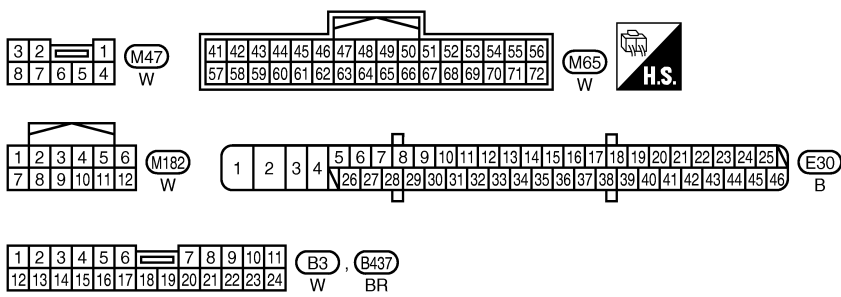 3 2 1
8 7 6 5 4
M47
W
41 42 43 44 45 46 47 48 49 50 51 52 53 54 55 56
57 58 59 60 61 62 63 64 65 66 67 68 69 70 71 72
M65
W
H.S.
1 2 3 4 5 6
7 8 9 10 11 12
M182
W
1 2 3 4 5 6 7 8 9 10 11 12 13 14 15 16 17 18 19 20 21 22 23 24 25
26 27 28 29 30 31 32 33 34 35 36 37 38 39 40 41 42 43 44 45 46
E30
B
1 2 3 4 5 6 7 8 9 10 11
12 13 14 15 16 17 18 19 20 21 22 23 24
B3 , B437
W BR